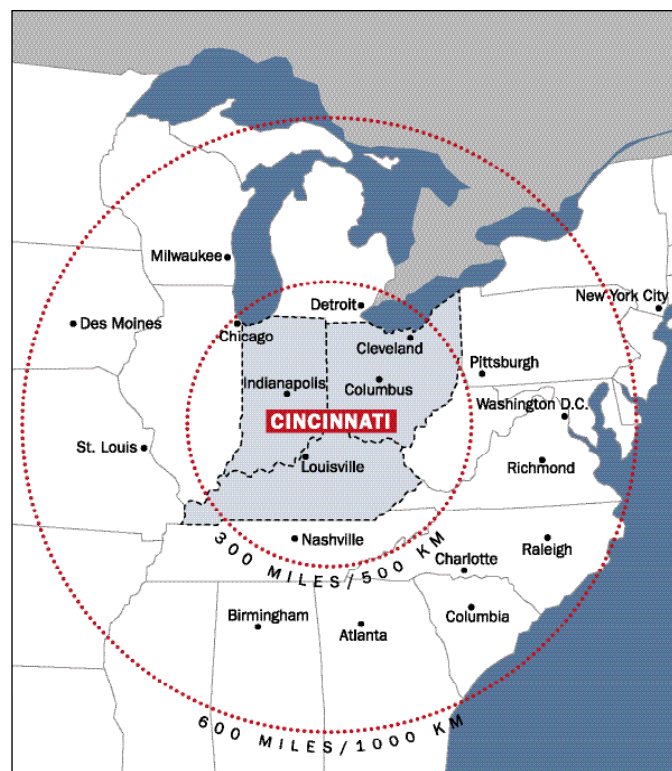 Milwaukee
Detroit
New York City
Des Moines
Chicago
Cleveland
Pittsburgh
Indianapolis
Columbus
Washington D.C.
CINCINNATI
St. Louis
Louisville
Richmond
Nashville
Raleigh
300 MILES/500 KM
Charlotte
Birmingham
Columbia
Atlanta
600 MILES/1000 KM